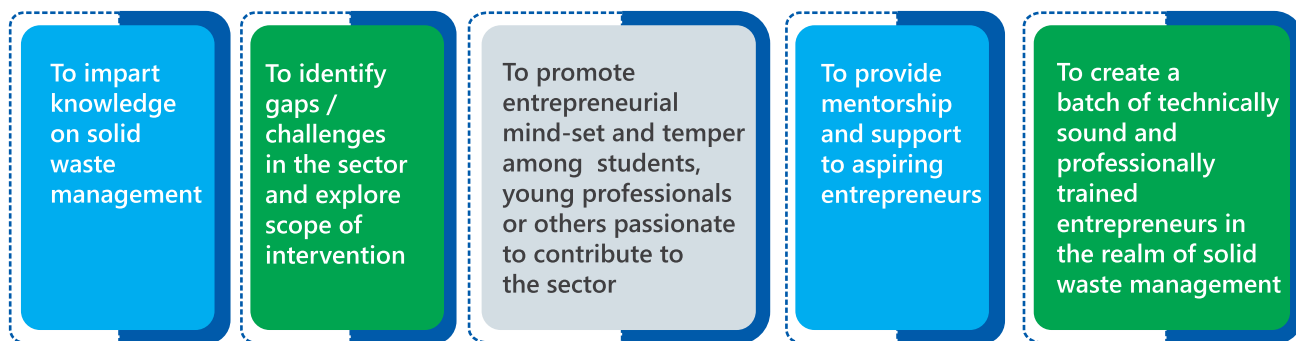 To impart
knowledge
on solid
waste
management
To identify
gaps /
challenges
in the sector
and explore
scope of
intervention
To promote
entrepreneurial
mind-set and temper
among students,
young professionals
or others passionate
to contribute to
the sector
To provide
mentorship
and support
to aspiring
entrepreneurs
To create a
batch of technically
sound and
professionally
trained
entrepreneurs in
the realm of solid
waste management